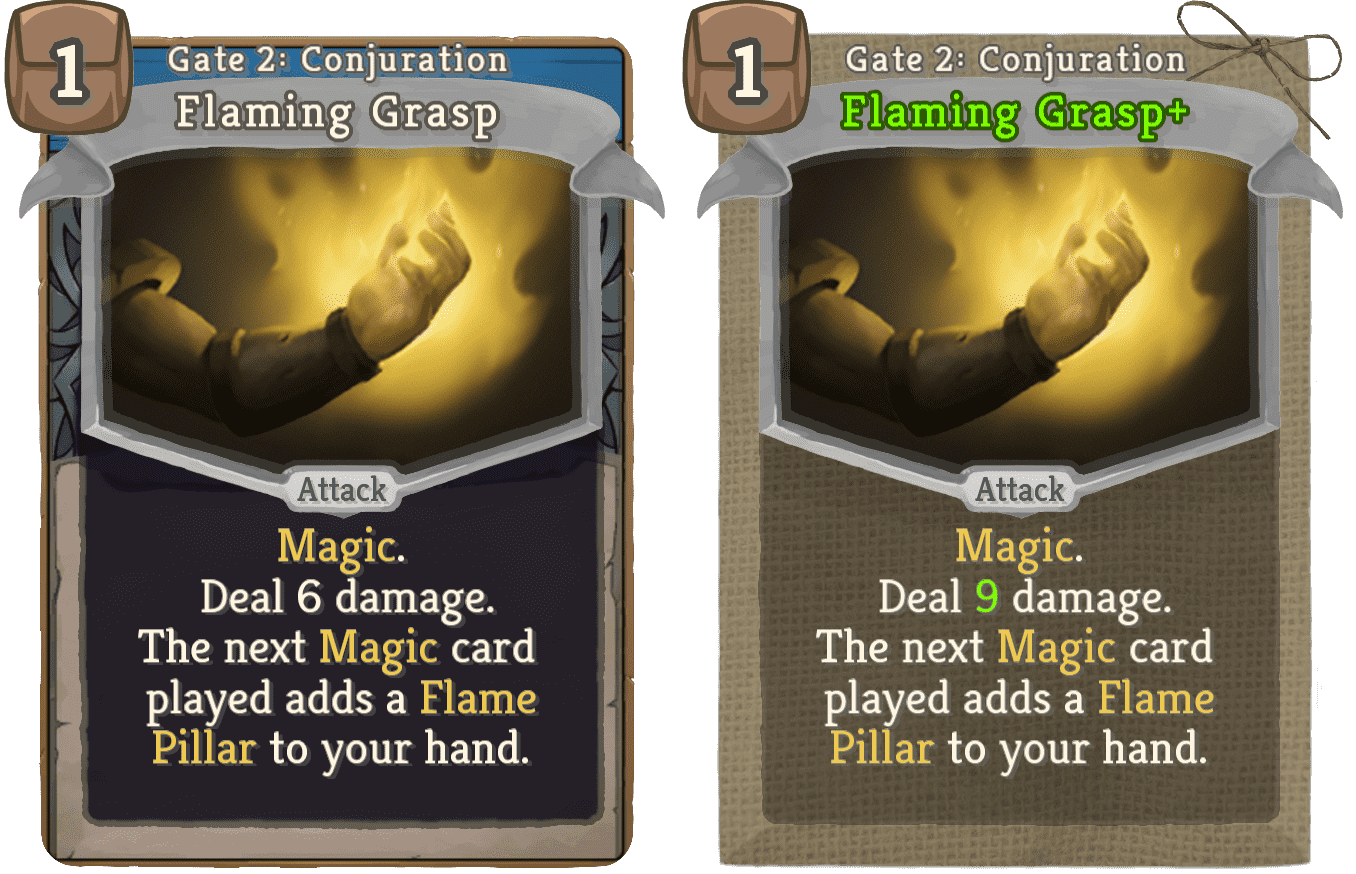 1
Gate 2: Conjuration
Flaming Grasp
Attack
Magic.
Deal 6 damage.
The next Magic card
played adds a Flame
Pillar to your hand.
1
Gate 2: Conjuration
Flaming Grasp+
Attack
Magic.
Deal 9 damage.
The next Magic card
played adds a Flame
Pillar to your hand.